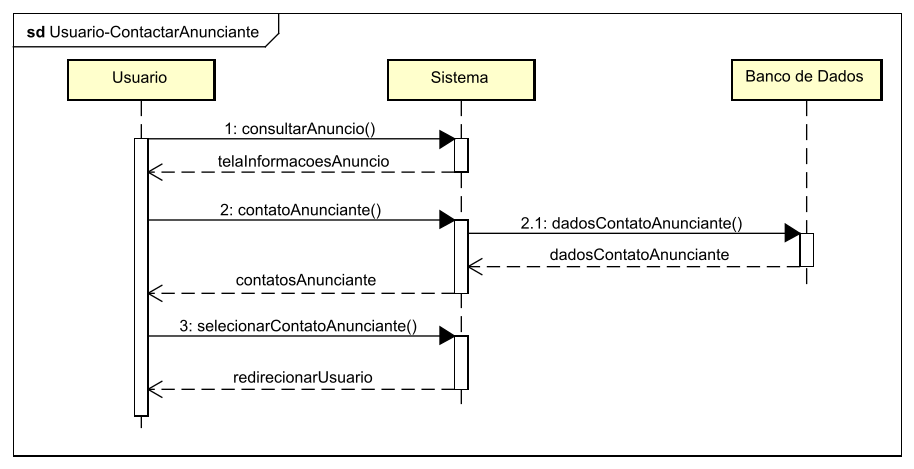 sd Usuario-ContactarAnunciante
Usuario
Sistema
Banco de Dados
1: consultarAnuncio()
telaInformacoesAnuncio
2: contatoAnunciante()
2.1: dadosContatoAnunciante()
dadosContatoAnunciante
contatosAnunciante
3: selecionarContatoAnunciante()
redirecionarUsuario